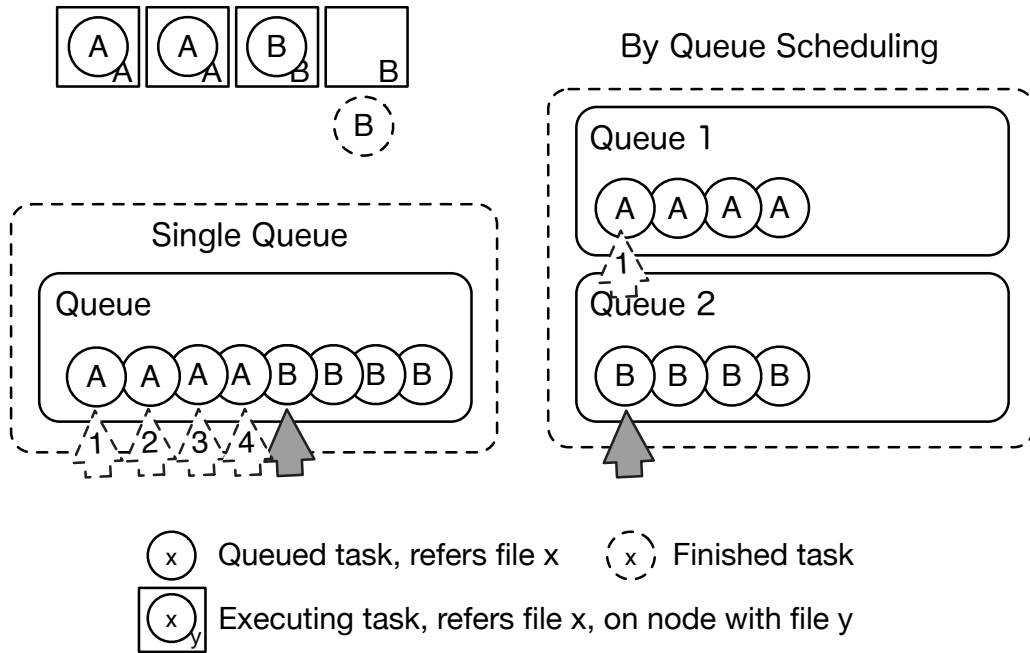 A A B
A A B B
B
By Queue Scheduling
Queue 1
A A A A
1
Queue 2
B B B B
Single Queue
Queue
A A A A B B B B
1 2 3 4
x Queued task, refers file x
x Finished task
x y Executing task, refers file x, on node with file y